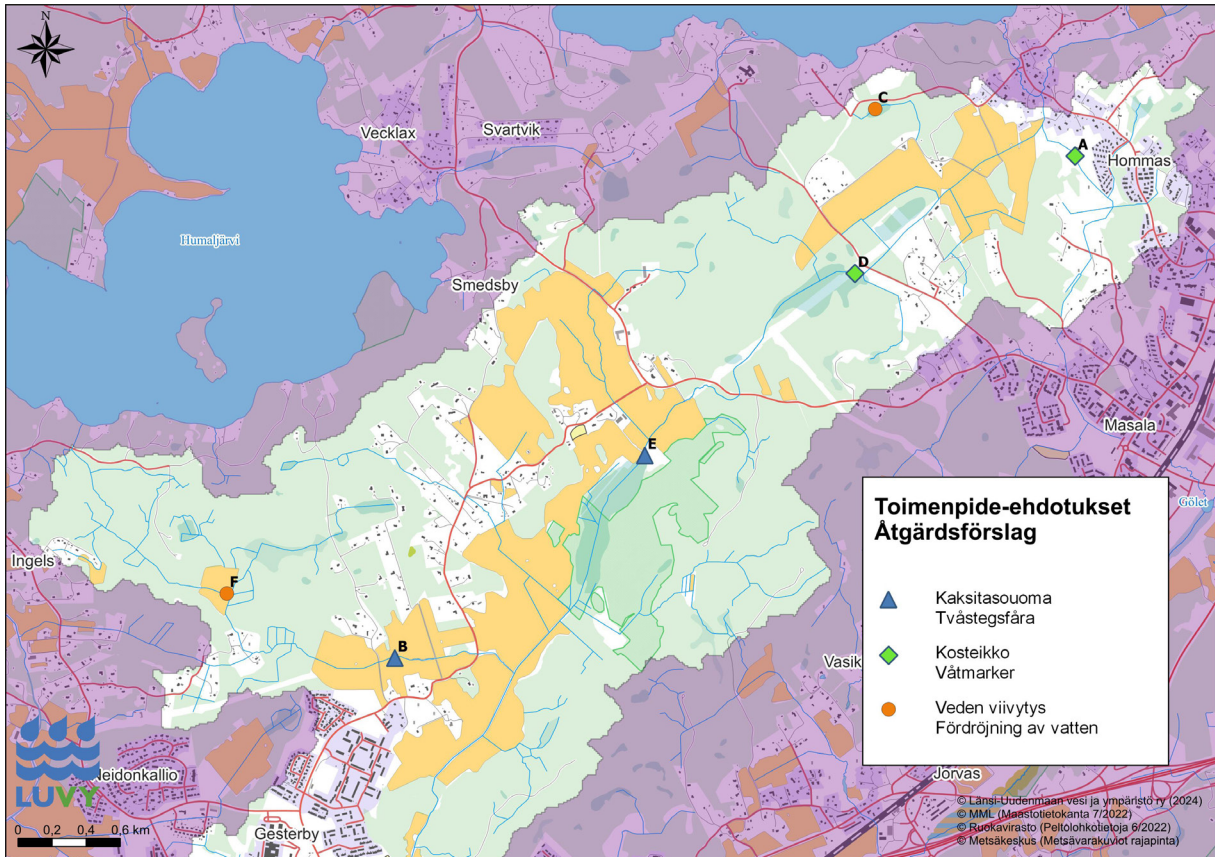 N
Vecklax
Svartvik
C
A
Hommas
Humaljärvi
Smedsby
D
Masala
E
Gölet
Ingels
F
B
Vasik
Toimenpide-ehdotukset
Åtgärdsförslag
Kaksitasouoma
Tvåstegsfåra
Kosteikko
Våtmarker
Veden viivytys
Fördröjning av vatten
Neidonkallio
LUVY
Jorvas
0 0,2 0,4 0,6 km
Gesterby
© Länsi-Uudenmaan vesi ja ympäristö ry (2024)
© MML (Maastotietokanta 7/2022)
© Ruokavirasto (Peltolohkotietoja 6/2022)
© Metsäkeskus (Metsävarakuviot rajapinta)